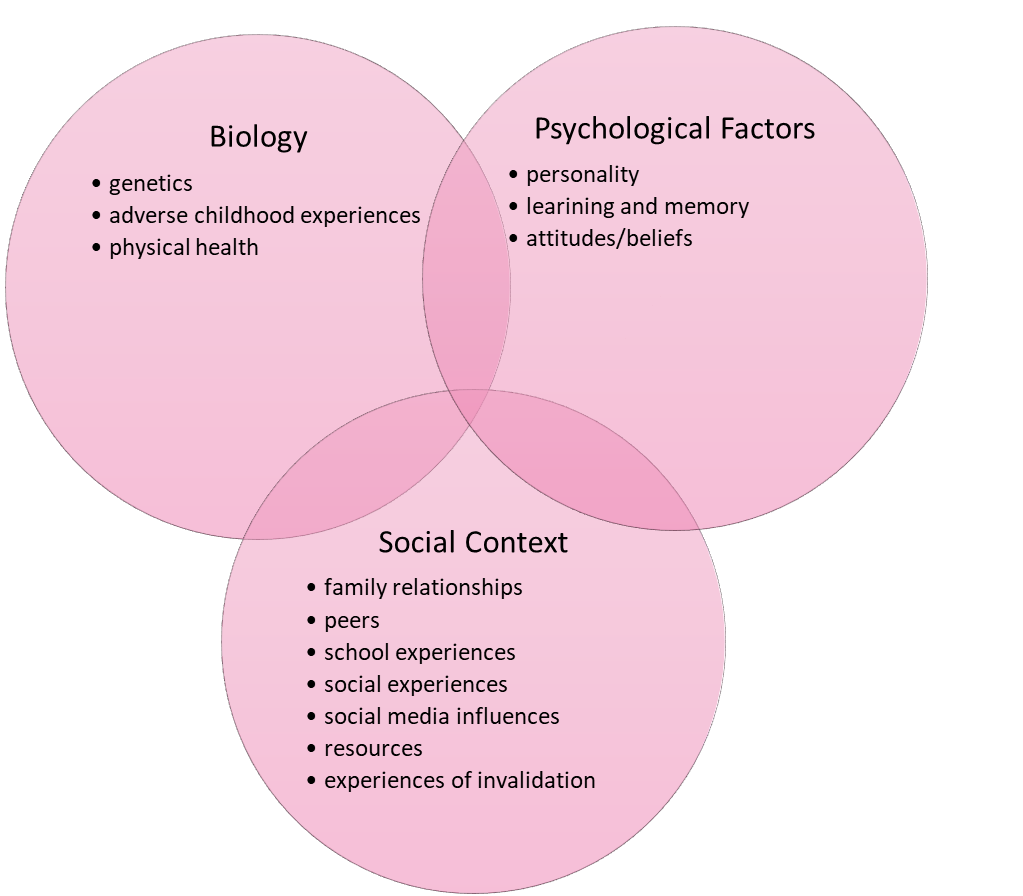 Biology
• genetics
• adverse childhood experiences
• physical health
Psychological Factors
• personality
• learining and memory
• attitudes/beliefs
Social Context
• family relationships
• peers
• school experiences
• social experiences
• social media influences
• resources
• experiences of invalidation